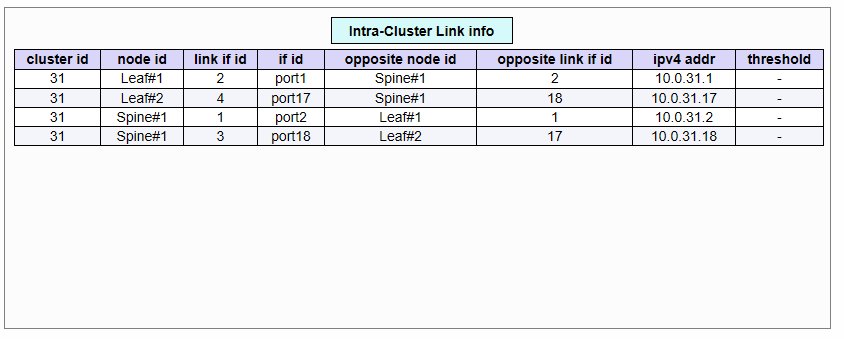 Intra-Cluster Link info
cluster id node id link if id if id opposite node id opposite link if id ipv4 addr threshold
31 Leaf#1 2 port1 Spine#1 2 10.0.31.1 -
31 Leaf#2 4 port17 Spine#1 18 10.0.31.17 -
31 Spine#1 1 port2 Leaf#1 1 10.0.31.2 -
31 Spine#1 3 port18 Leaf#2 17 10.0.31.18 -